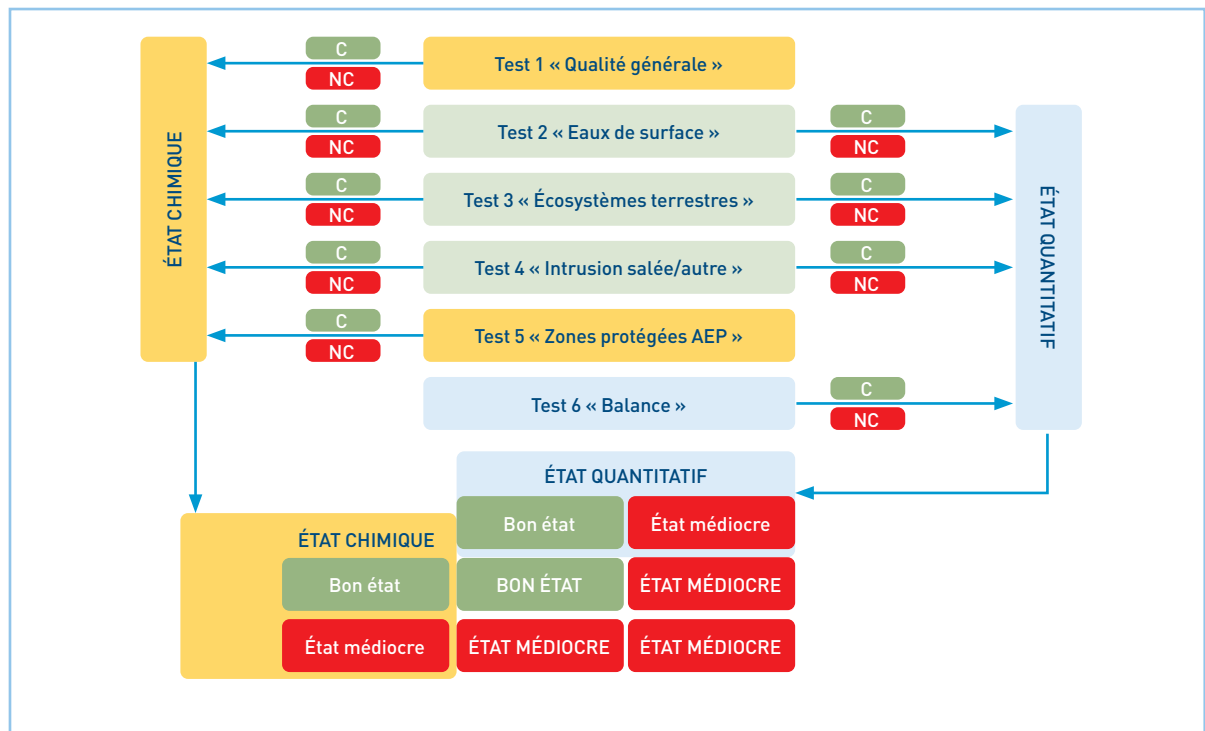 C
Test 1 « Qualité générale »
NC
C
Test 2 « Eaux de surface »
C
NC
NC
C
Test 3 « Écosystèmes terrestres »
C
NC
NC
C
Test 4 « Intrusion salée/autre »
C
NC
NC
C
Test 5 « Zones protégées AEP »
NC
ÉTAT CHIMIQUE
ÉTAT QUANTITATIF
Test 6 « Balance »
C
NC
ÉTAT QUANTITATIF
Bon état
État médiocre
ÉTAT CHIMIQUE
Bon état
BON ÉTAT
ÉTAT MÉDIOCRE
État médiocre
ÉTAT MÉDIOCRE
ÉTAT MÉDIOCRE